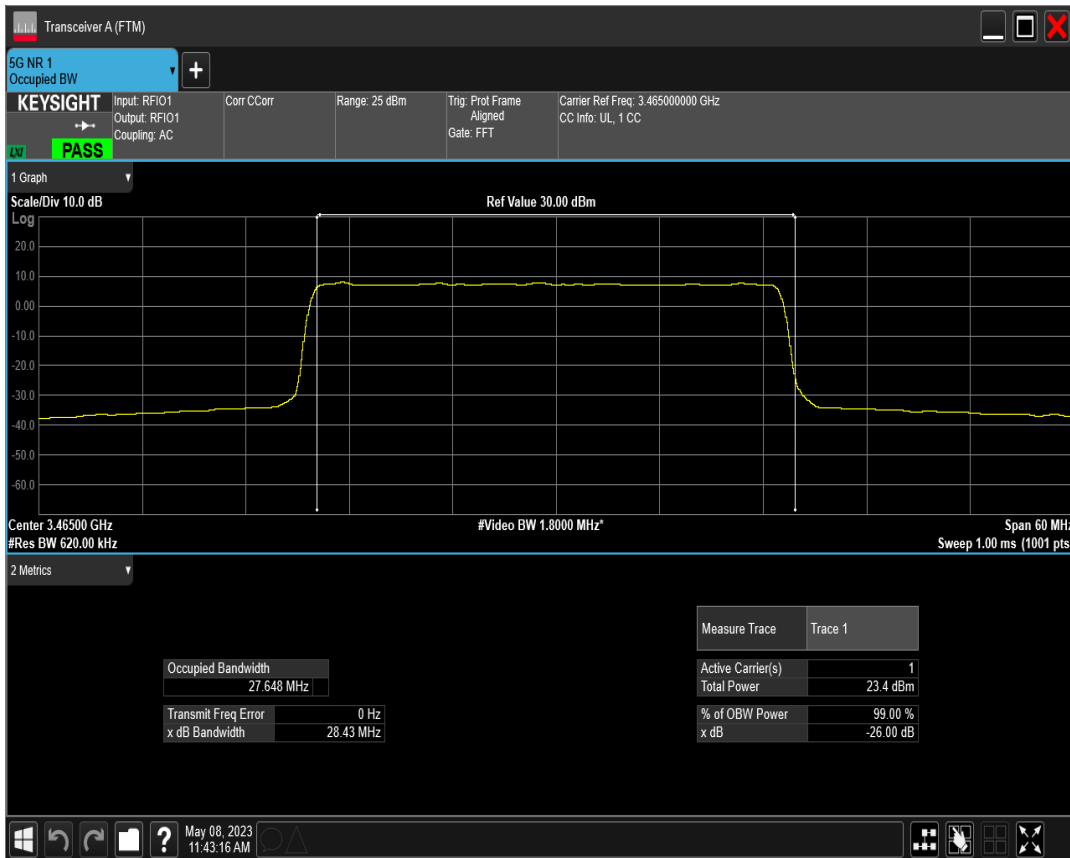 Transceiver A (FTM)
5G NR 1
Occupied BW
+
KEYSIGHT
LXI
PASS
Input: RFIO1
Output: RFIO1
Coupling: AC
Corr CCorr
Range: 25 dBm
Trig: Prot Frame
Aligned
Gate: FFT
Carrier Ref Freq: 3.465000000 GHz
CC Info: UL, 1 CC
1 Graph
Scale/Div 10.0 dB
Ref Value 30.00 dBm
Log
20.0
10.0
0.00
-10.0
-20.0
-30.0
-40.0
-50.0
-60.0
Center 3.46500 GHz
#Video BW 1.8000 MHz*
Span 60 MHz
#Res BW 620.00 kHz
Sweep 1.00 ms (1001 pts
2 Metrics
Measure Trace Trace 1
Occupied Bandwidth
27.648 MHz
Active Carrier(s) 1
Total Power 23.4 dBm
Transmit Freq Error 0 Hz
x dB Bandwidth 28.43 MHz
% of OBW Power 99.00 %
x dB -26.00 dB
?
May 08, 2023
11:43:16 AM